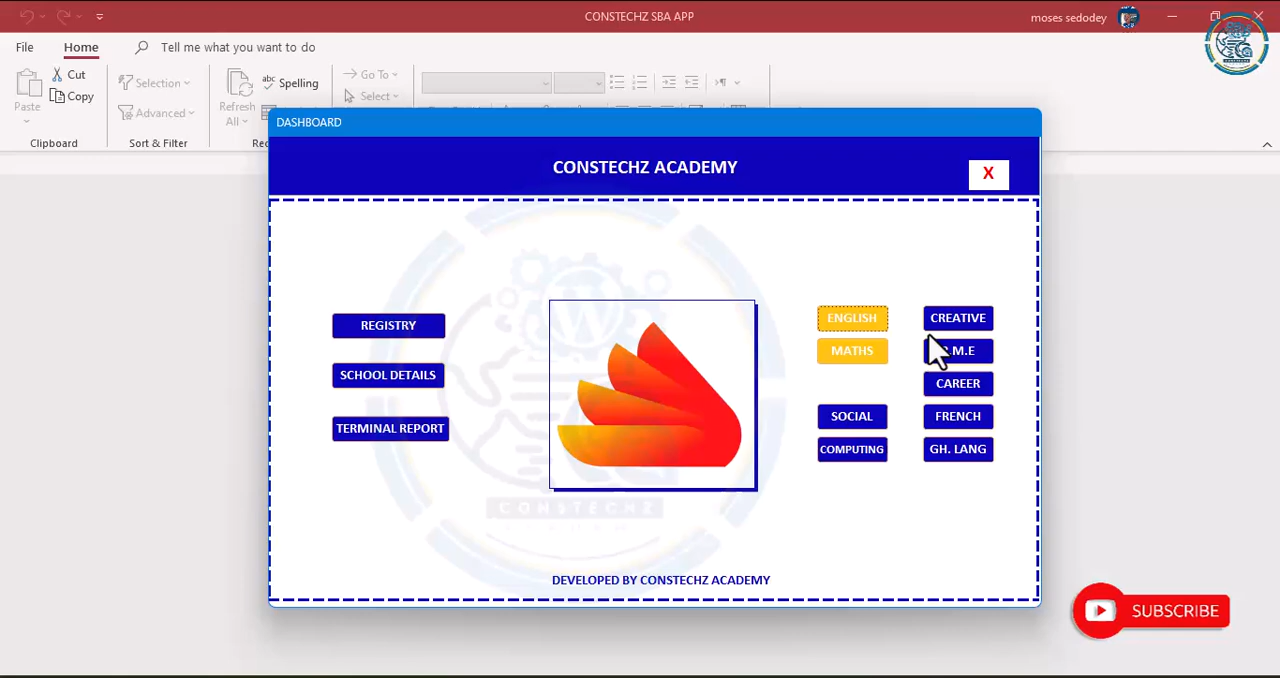 CONSTECHZ SBA APP
moses sedodey
File
Home
Tell me what you want to do
Paste
Cut
Copy
Clipboard
Selection
Advanced
Sort & Filter
Refresh
All
abc
Spelling
Go To
Select
DASHBOARD
CONSTECHZ ACADEMY
X
REGISTRY
SCHOOL DETAILS
TERMINAL REPORT
ENGLISH
CREATIVE
MATHS
.M.E
CAREER
SOCIAL
FRENCH
COMPUTING
GH. LANG
CONSTECHZ
DEVELOPED BY CONSTECHZ ACADEMY
SUBSCRIBE